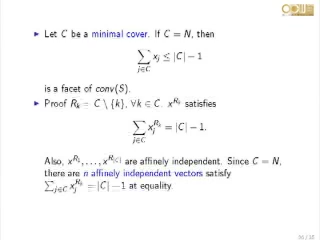 Let C be a minimal cover. If C = N, then
∑_{j∈C} x_j ≤ |C| − 1
is a facet of conv(S).
Proof R_k = C \ {k}, ∀k ∈ C. x^{R_k} satisfies
∑_{j∈C} x_j^{R_k} = |C| − 1.
Also, x^{R_1}, . . . , x^{R_{|C|}} are affinely independent. Since C = N,
there are n affinely independent vectors satisfy
∑_{j∈C} x_j^{R_k} = |C| − 1 at equality.